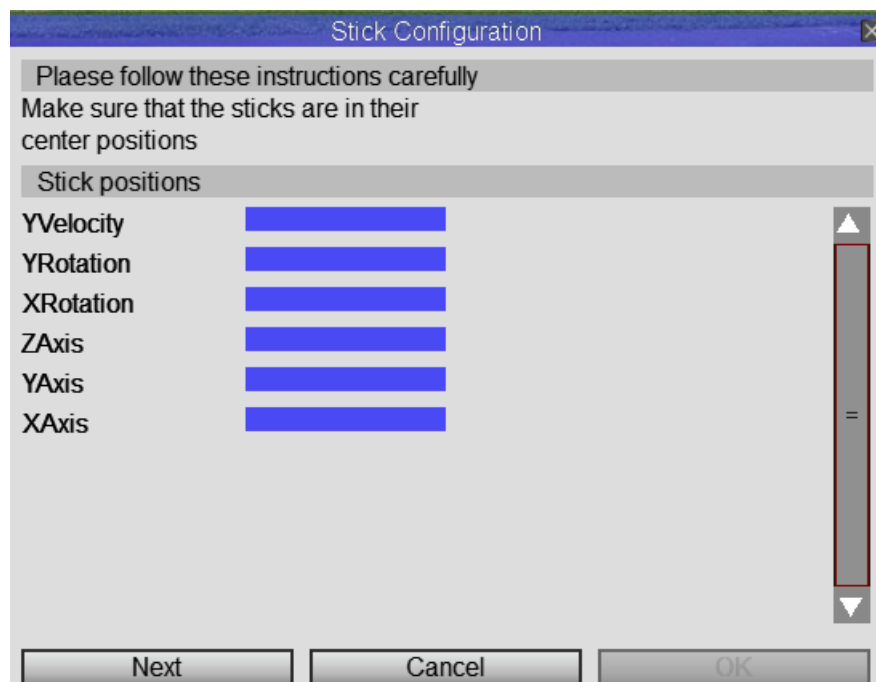 Stick Configuration
Plaese follow these instructions carefully
Make sure that the sticks are in their
center positions
Stick positions
YVelocity
YRotation
XRotation
ZAxis
YAxis
XAxis
Next Cancel OK